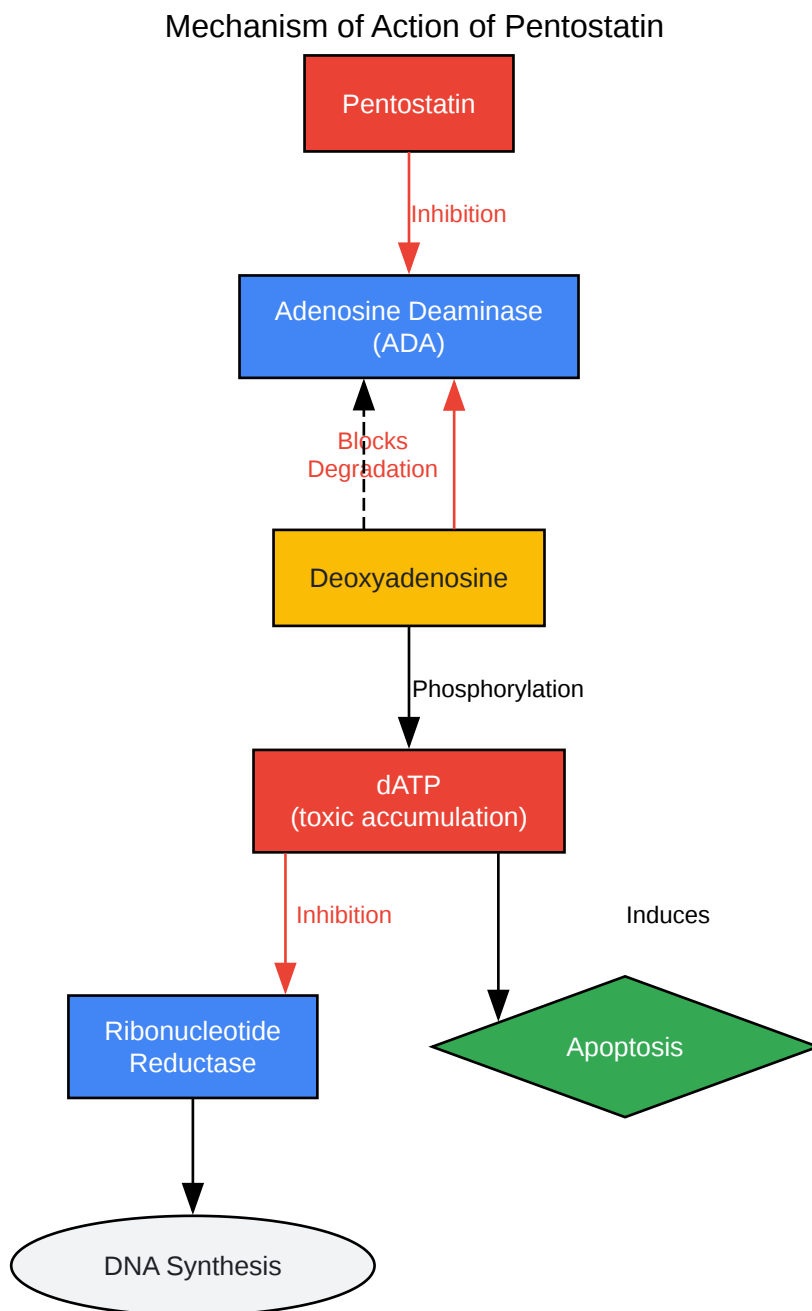 Mechanism of Action of Pentostatin
Pentostatin
Inhibition
Adenosine Deaminase
(ADA)
Blocks
Degradation
Deoxyadenosine
Phosphorylation
dATP
(toxic accumulation)
Inhibition
Induces
Ribonucleotide
Reductase
Apoptosis
DNA Synthesis